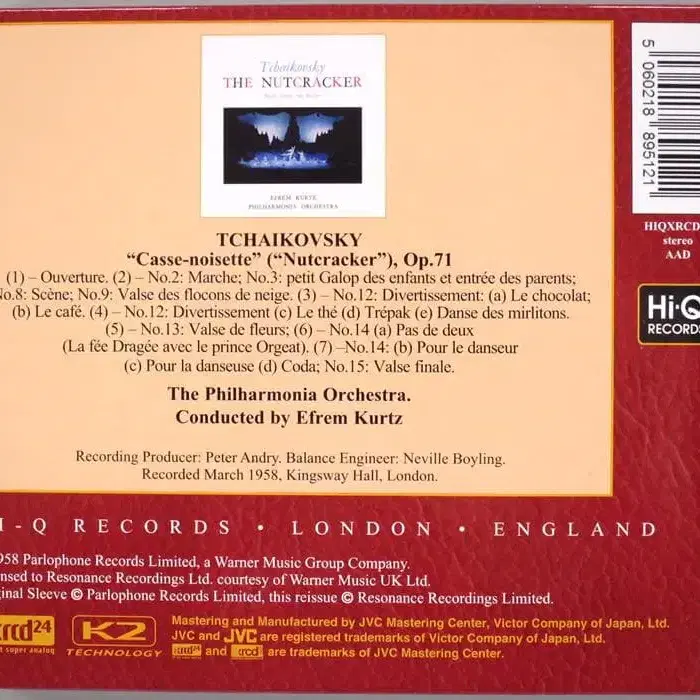 Tchaikovsky
THE NUTCRACKER
EFREM KURTZ
PHILHARMONIA ORCHESTRA
5 060218 895121
HIQXRCD
stereo
AAD
Hi·Q
RECORDS
TCHAIKOVSKY
“Casse-noisette” (“Nutcracker”), Op.71
(1) – Ouverture. (2) – No.2: Marche; No.3: petit Galop des enfants et entrée des parents;
No.8: Scène; No.9: Valse des flocons de neige. (3) – No.12: Divertissement: (a) Le chocolat;
(b) Le café. (4) – No.12: Divertissement (c) Le thé (d) Trépak (e) Danse des mirlitons.
(5) – No.13: Valse de fleurs; (6) – No.14 (a) Pas de deux
(La fée Dragée avec le prince Orgeat). (7) –No.14: (b) Pour le danseur
(c) Pour la danseuse (d) Coda; No.15: Valse finale.
The Philharmonia Orchestra.
Conducted by Efrem Kurtz
Recording Producer: Peter Andry. Balance Engineer: Neville Boyling.
Recorded March 1958, Kingsway Hall, London.
I-Q RECORDS • LONDON • ENGLAND
1958 Parlophone Records Limited, a Warner Music Group Company.
ensed to Resonance Recordings Ltd. courtesy of Warner Music UK Ltd.
ginal Sleeve © Parlophone Records Limited, this reissue © Resonance Recordings Limited.
xrcd24
super analog
K2
TECHNOLOGY
Mastering and Manufactured by JVC Mastering Center, Victor Company of Japan, Ltd.
JVC and JVC are registered trademarks of Victor Company of Japan, Ltd.
xrcd24 and xrcd are trademarks of JVC Mastering Center.